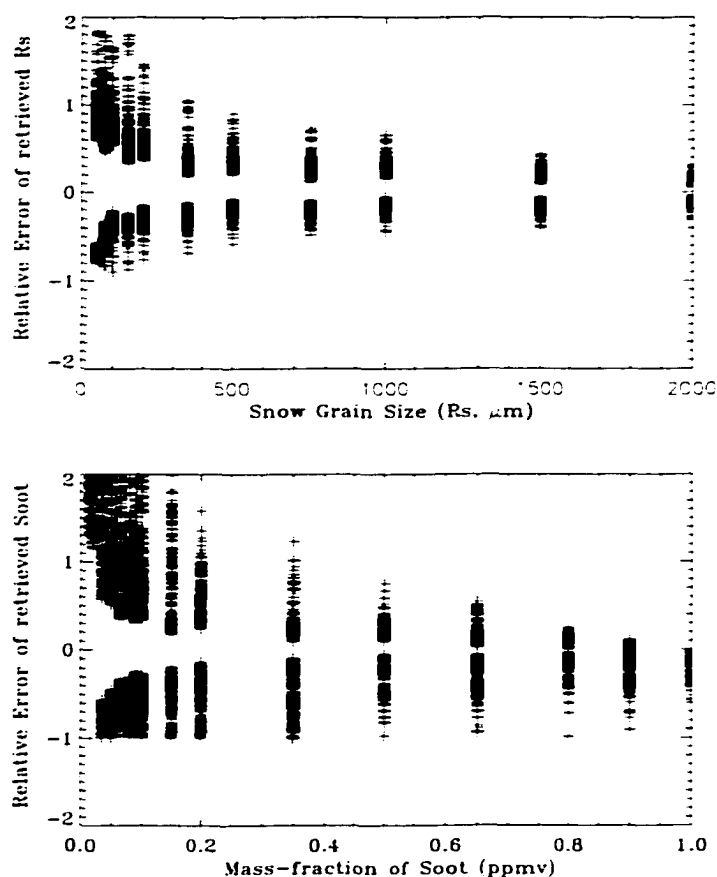 Relative Error of retrieved Rs
2
1
0
-1
-2
0 500 1000 1500 2000
Snow Grain Size (Rs. μm)
Relative Error of retrieved Soot
2
1
0
-1
-2
0.0 0.2 0.4 0.6 0.8 1.0
Mass-fraction of Soot (ppmv)